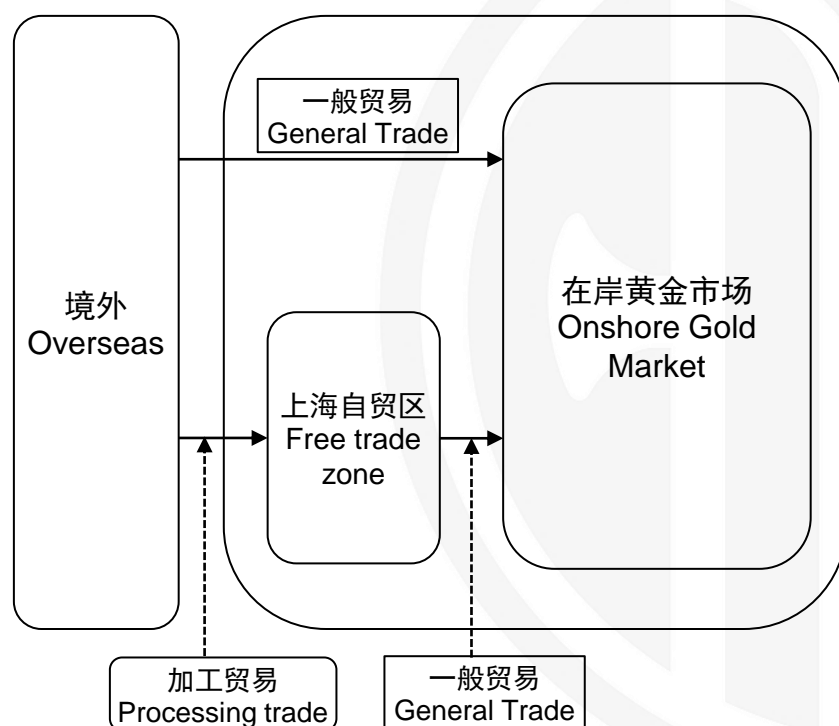 一般贸易
General Trade
境外
Overseas
在岸黄金市场
Onshore Gold
Market
上海自贸区
Free trade
zone
加工贸易
Processing trade
一般贸易
General Trade